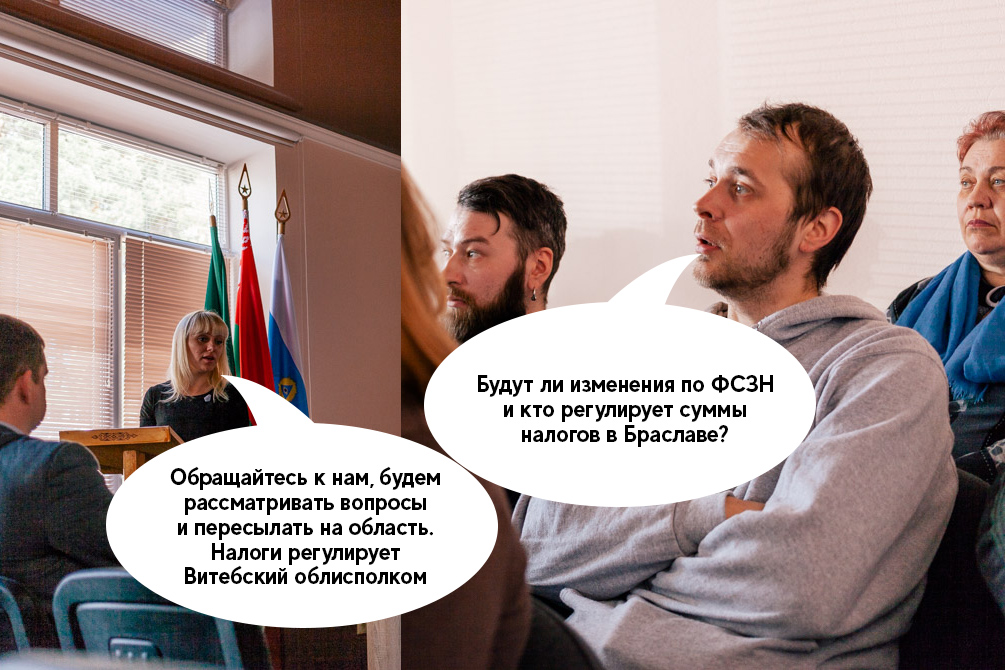 Будут ли изменения по ФСЗН
и кто регулирует суммы
налогов в Браславе?
Обращайтесь к нам, будем
рассматривать вопросы
и пересылать на область.
Налоги регулирует
Витебский облисполком